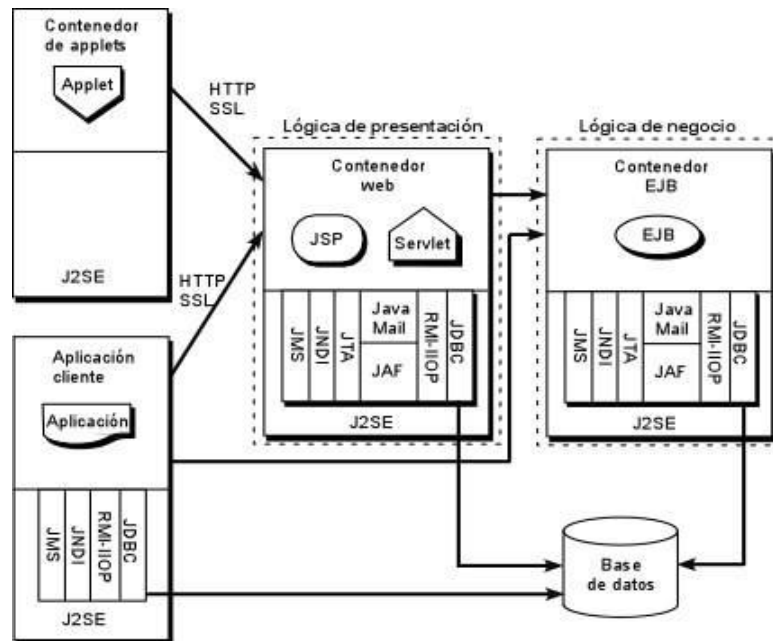 Contenedor
de applets
Applet
J2SE
HTTP
SSL
HTTP
SSL
Lógica de presentación
Contenedor
web
JSP
Servlet
JMS
JNDI
JTA
Java
Mail
JAF
RMI-IIOP
JDBC
J2SE
Lógica de negocio
Contenedor
EJB
EJB
JMS
JNDI
JTA
Java
Mail
JAF
RMI-IIOP
JDBC
J2SE
Aplicación
cliente
Aplicación
JMS
JNDI
RMI-IIOP
JDBC
J2SE
Base
de datos